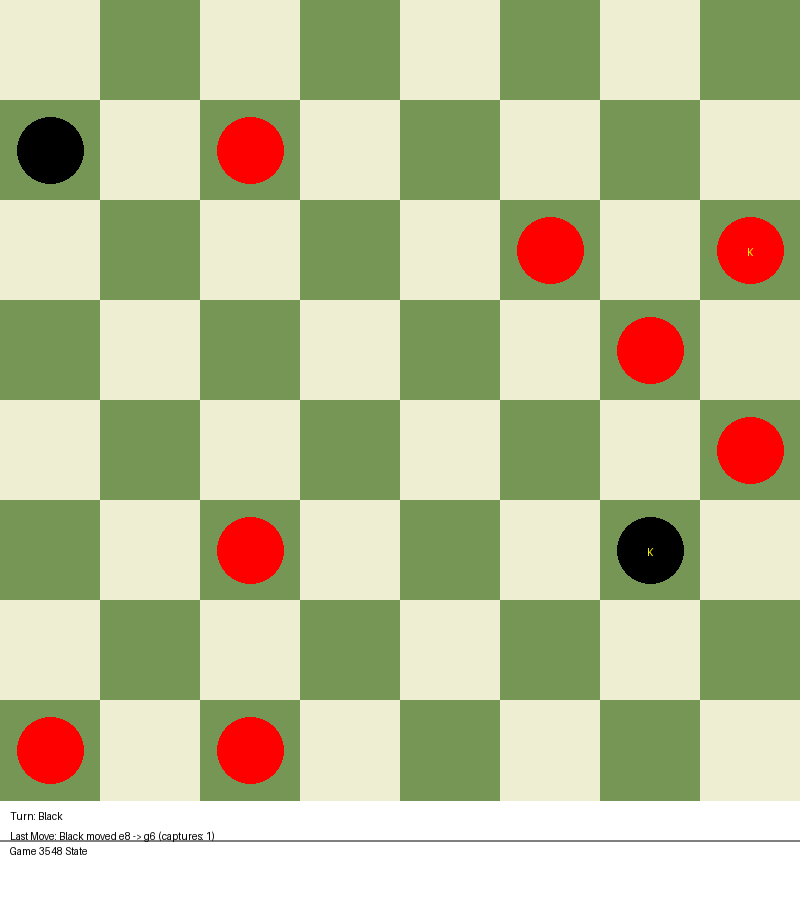 K
K
Turn: Black
Last Move: Black moved e8 -> g6 (captures: 1)
Game 3548 State